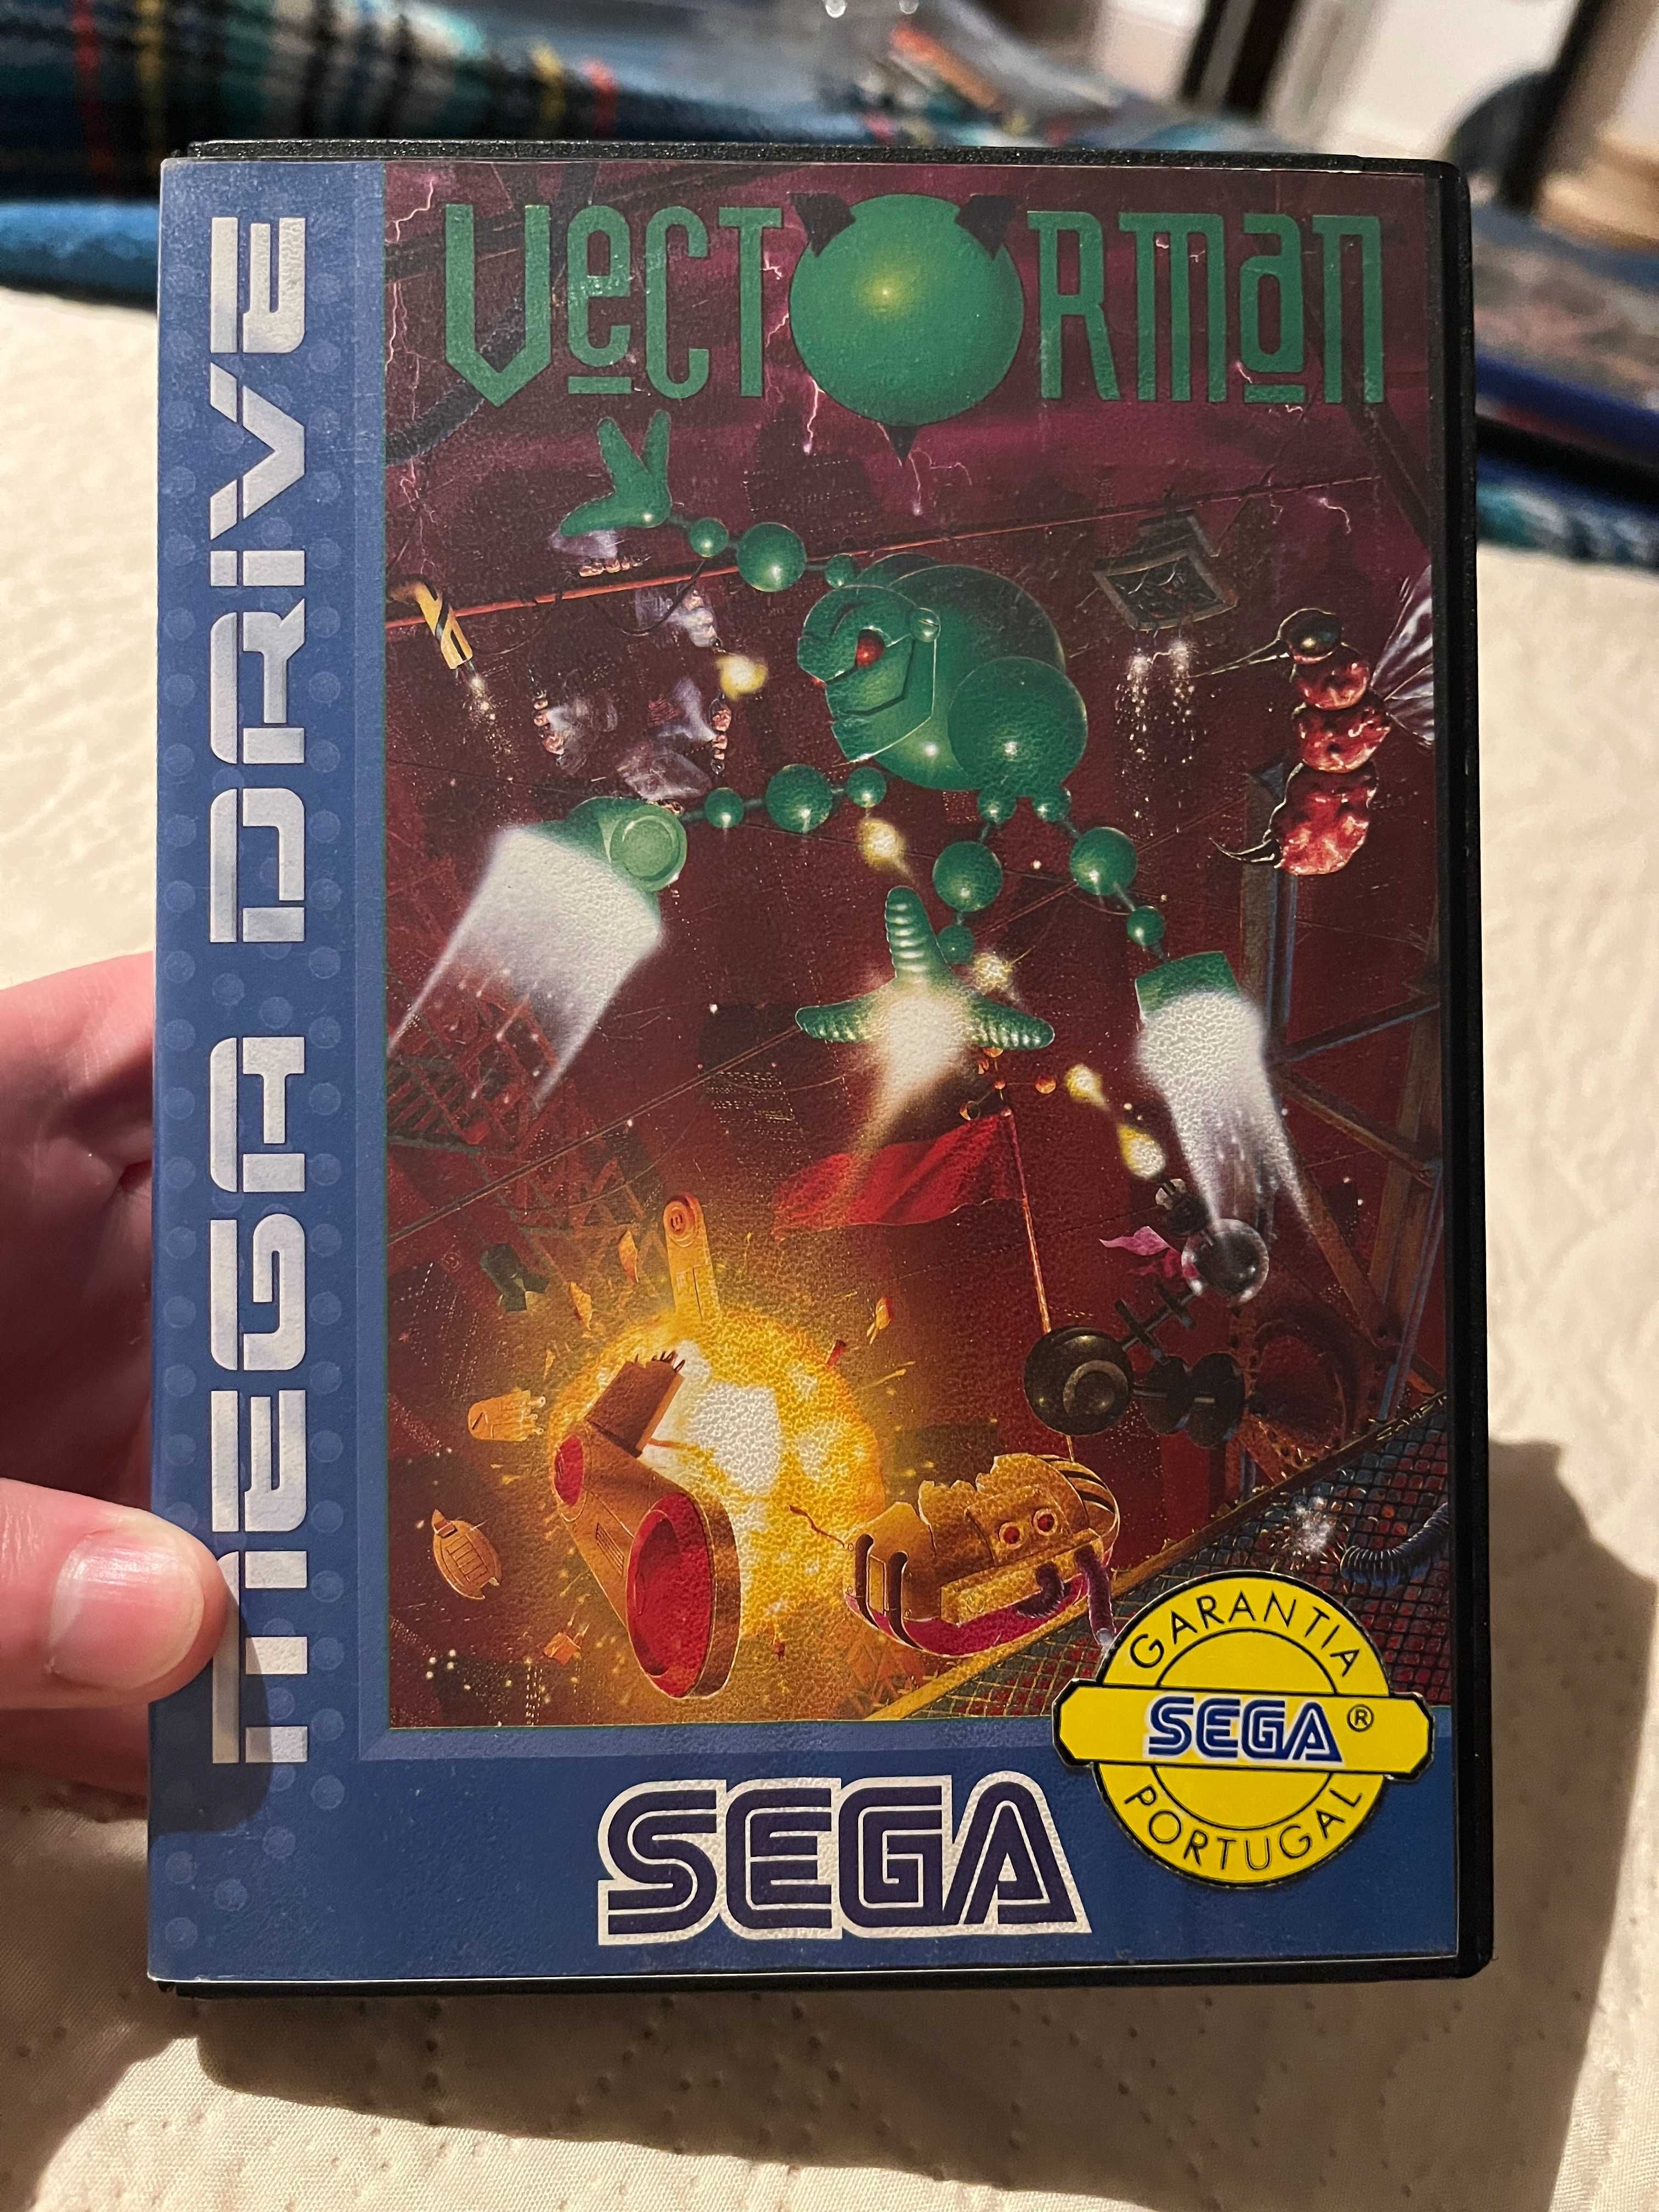 MEGA DRIVE
VECTORMAN
GARANTIA
SEGA®
PORTUGAL
SEGA